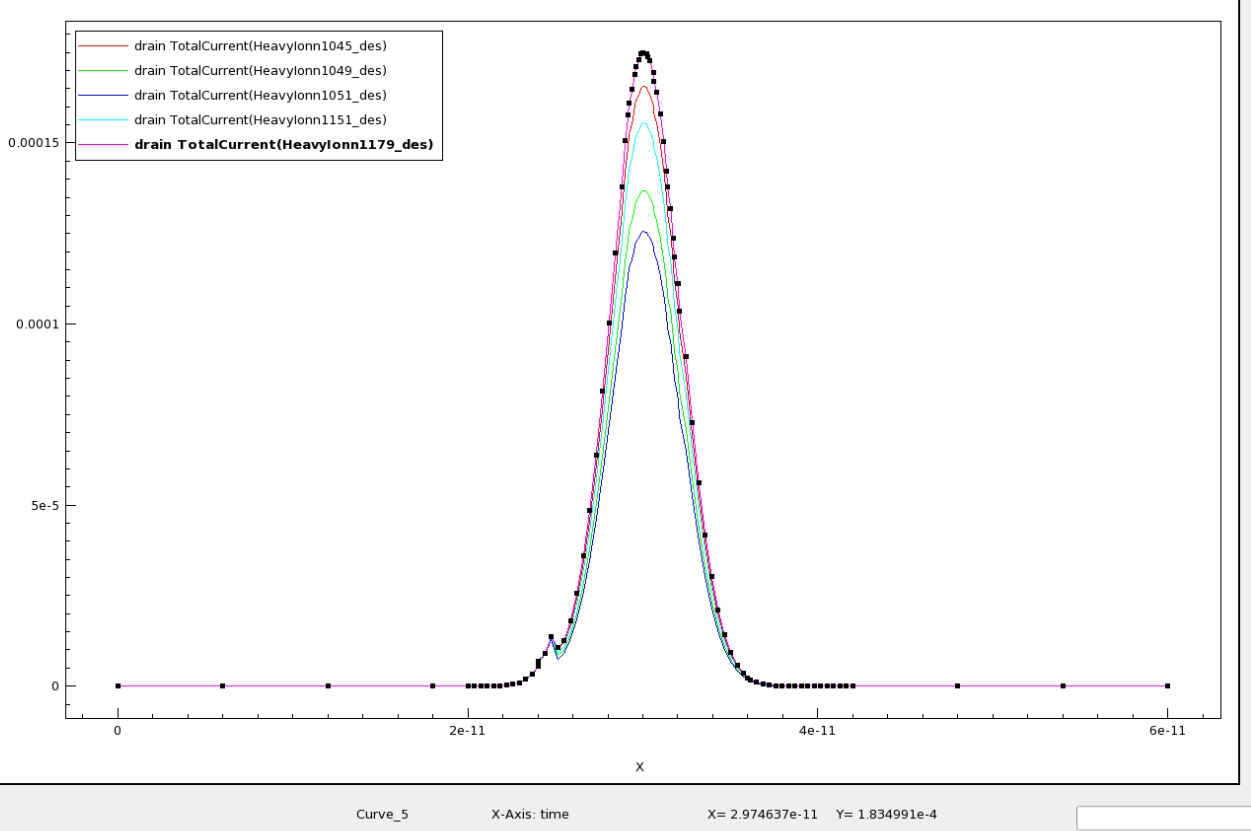 drain TotalCurrent(HeavyIonn1045_des)
drain TotalCurrent(HeavyIonn1049_des)
drain TotalCurrent(HeavyIonn1051_des)
drain TotalCurrent(HeavyIonn1151_des)
drain TotalCurrent(HeavyIonn1179_des)
0.00015
0.0001
5e-5
0
0 2e-11 4e-11 6e-11
X
Curve_5 X-Axis: time X= 2.974637e-11 Y= 1.834991e-4